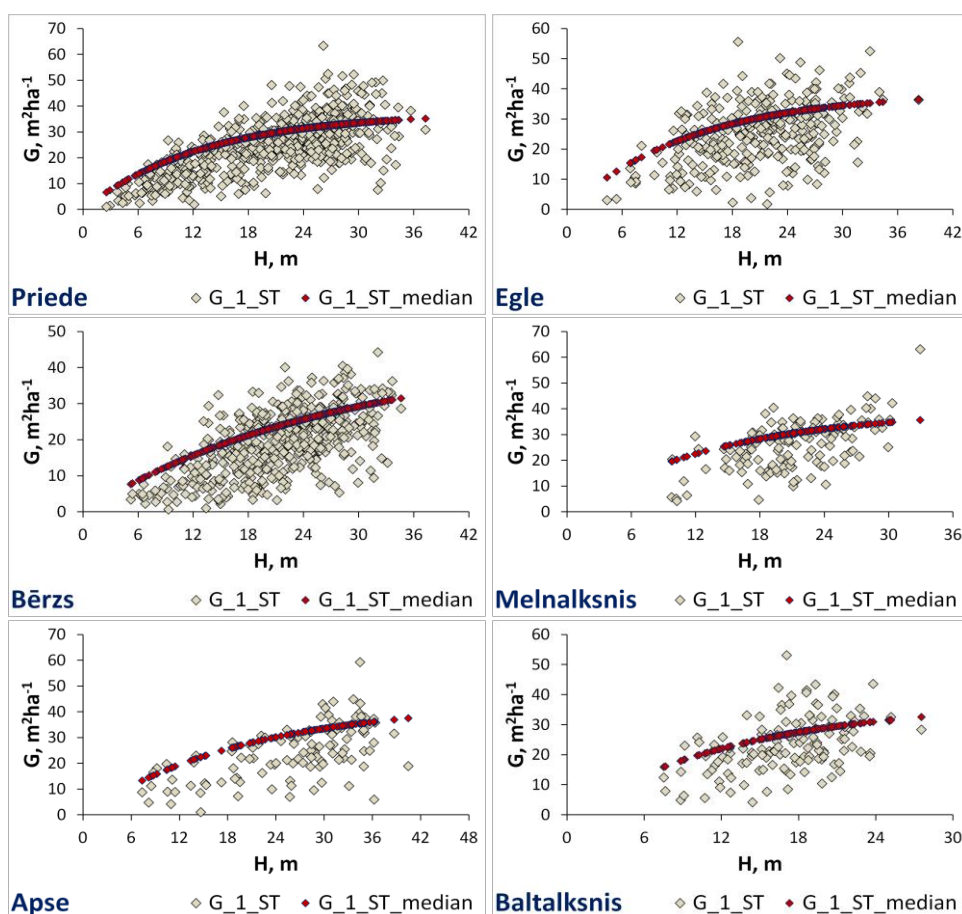 70
60
50
40
30
20
10
0
G, m²ha⁻¹
0 6 12 18 24 30 36 42
H, m
Priede
G_1_ST G_1_ST_median
60
50
40
30
20
10
0
G, m²ha⁻¹
0 6 12 18 24 30 36 42
H, m
Egle
G_1_ST G_1_ST_median
50
40
30
20
10
0
G, m²ha⁻¹
0 6 12 18 24 30 36 42
H, m
Bērzs
G_1_ST G_1_ST_median
70
60
50
40
30
20
10
0
G, m²ha⁻¹
0 6 12 18 24 30 36
H, m
Melnalksnis
G_1_ST G_1_ST_median
70
60
50
40
30
20
10
0
G, m²ha⁻¹
0 6 12 18 24 30 36 42 48
H, m
Apse
G_1_ST G_1_ST_median
60
50
40
30
20
10
0
G, m²ha⁻¹
0 6 12 18 24 30
H, m
Baltalksnis
G_1_ST G_1_ST_median